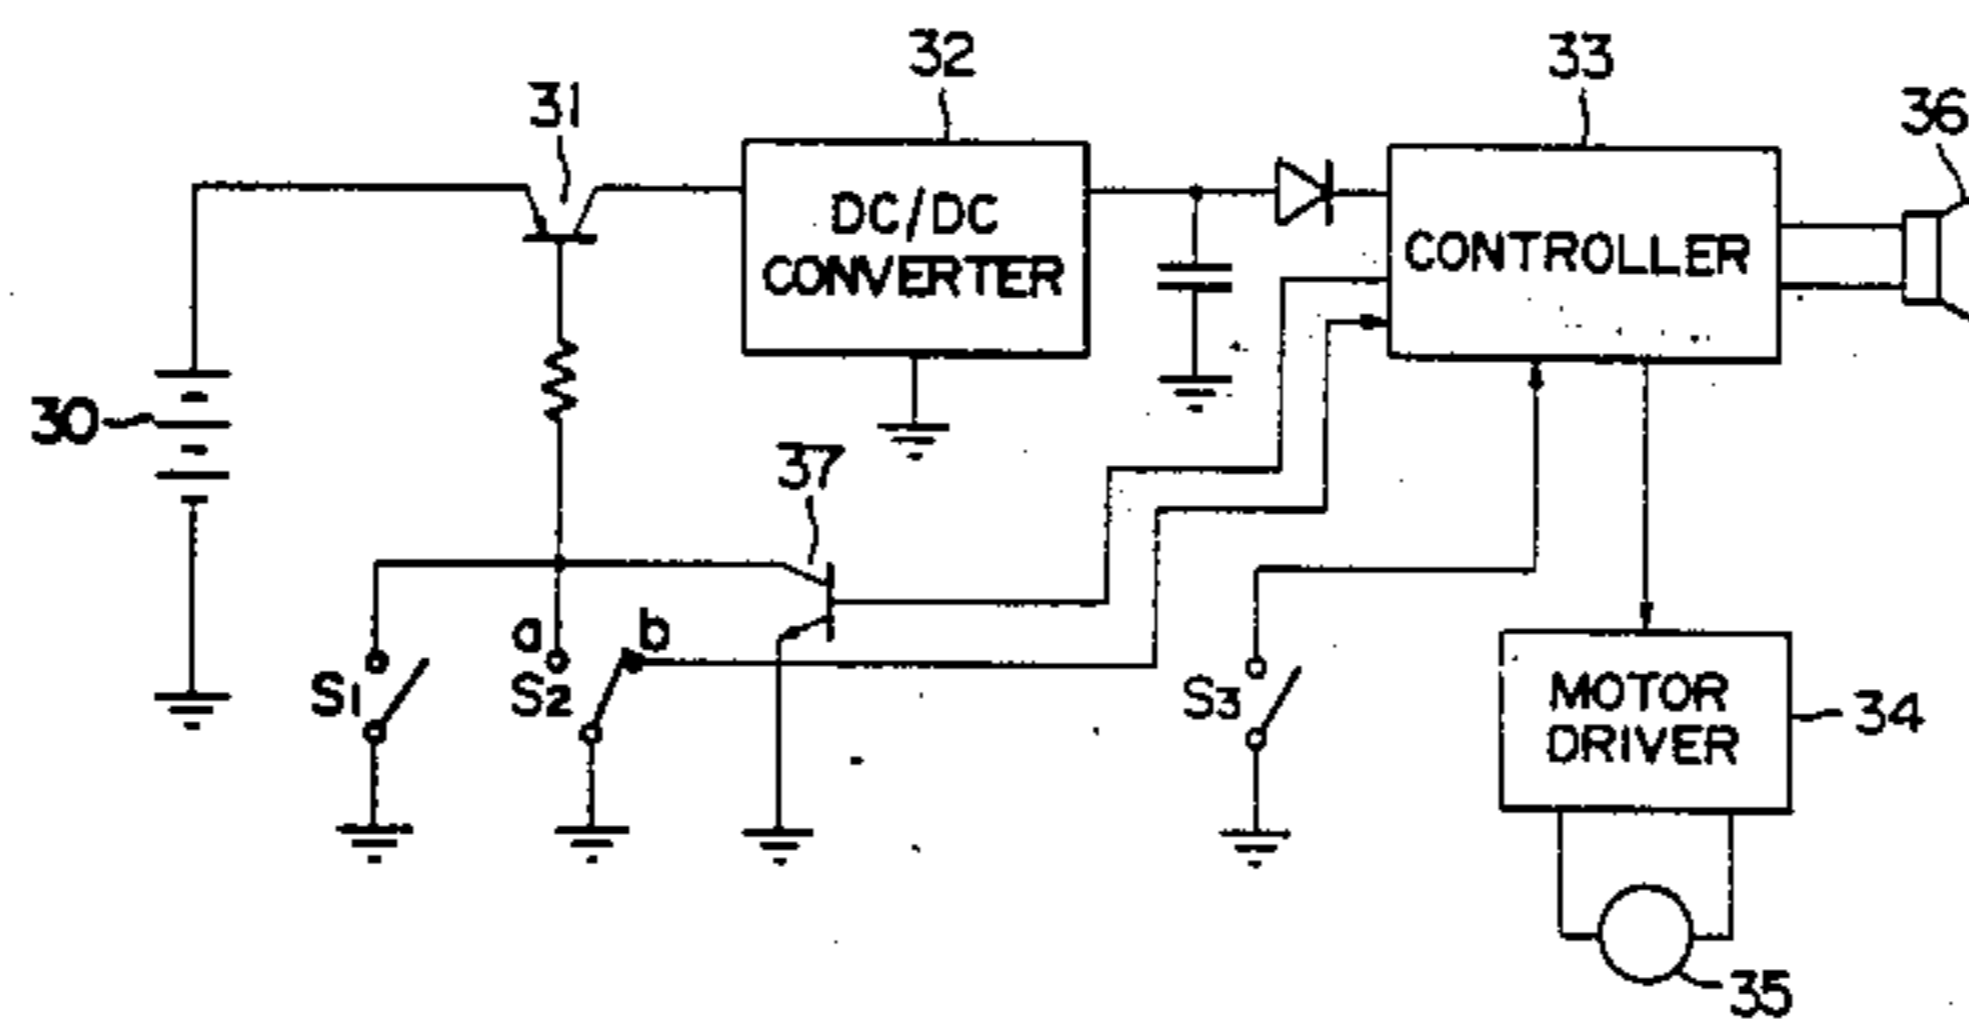 32
33
31
36
DC/DC
CONVERTER
CONTROLLER
30
37
a
b
S1
S2
S3
MOTOR
DRIVER
34
35